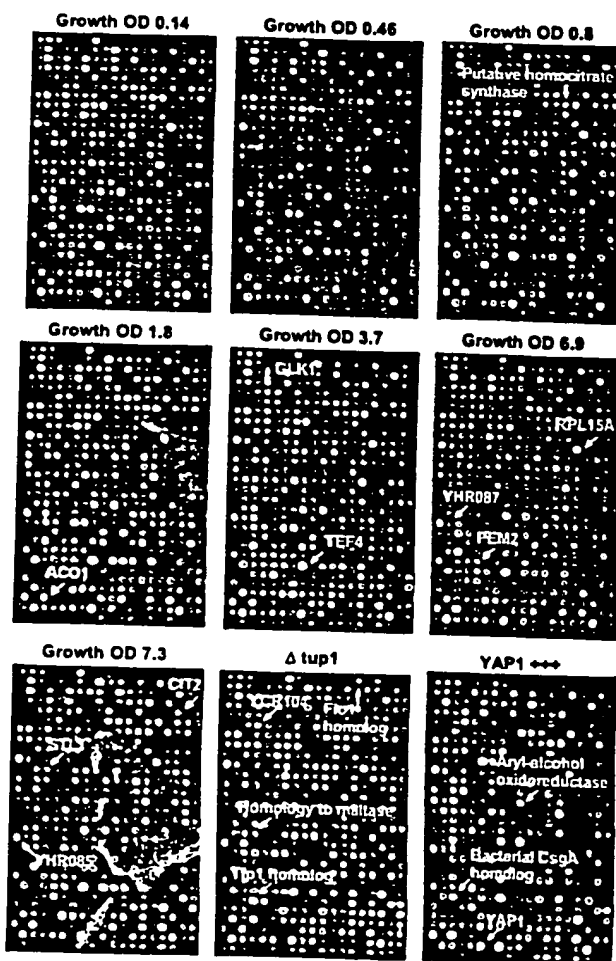 Growth OD 0.14
Growth OD 0.46
Growth OD 0.8
Putative homocitrate
synthase
Growth OD 1.8
Growth OD 3.7
Growth OD 6.9
ACO1
GLK1
TEF4
RPL15A
YHR087
PEM2
Growth OD 7.3
Δ tup1
YAP1 +++
CIT2
YHR085
homolog
Homology to maltase
Tip1 homolog
Aryl-alcohol
oxidoreductase
Bacterial CsgA
homolog
YAP1